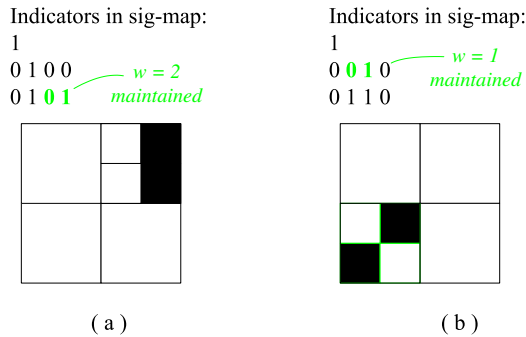 Indicators in sig-map:
1
0 1 0 0
0 1 0 1
w = 2
maintained
( a )
Indicators in sig-map:
1
0 0 1 0
0 1 1 0
w = 1
maintained
( b )